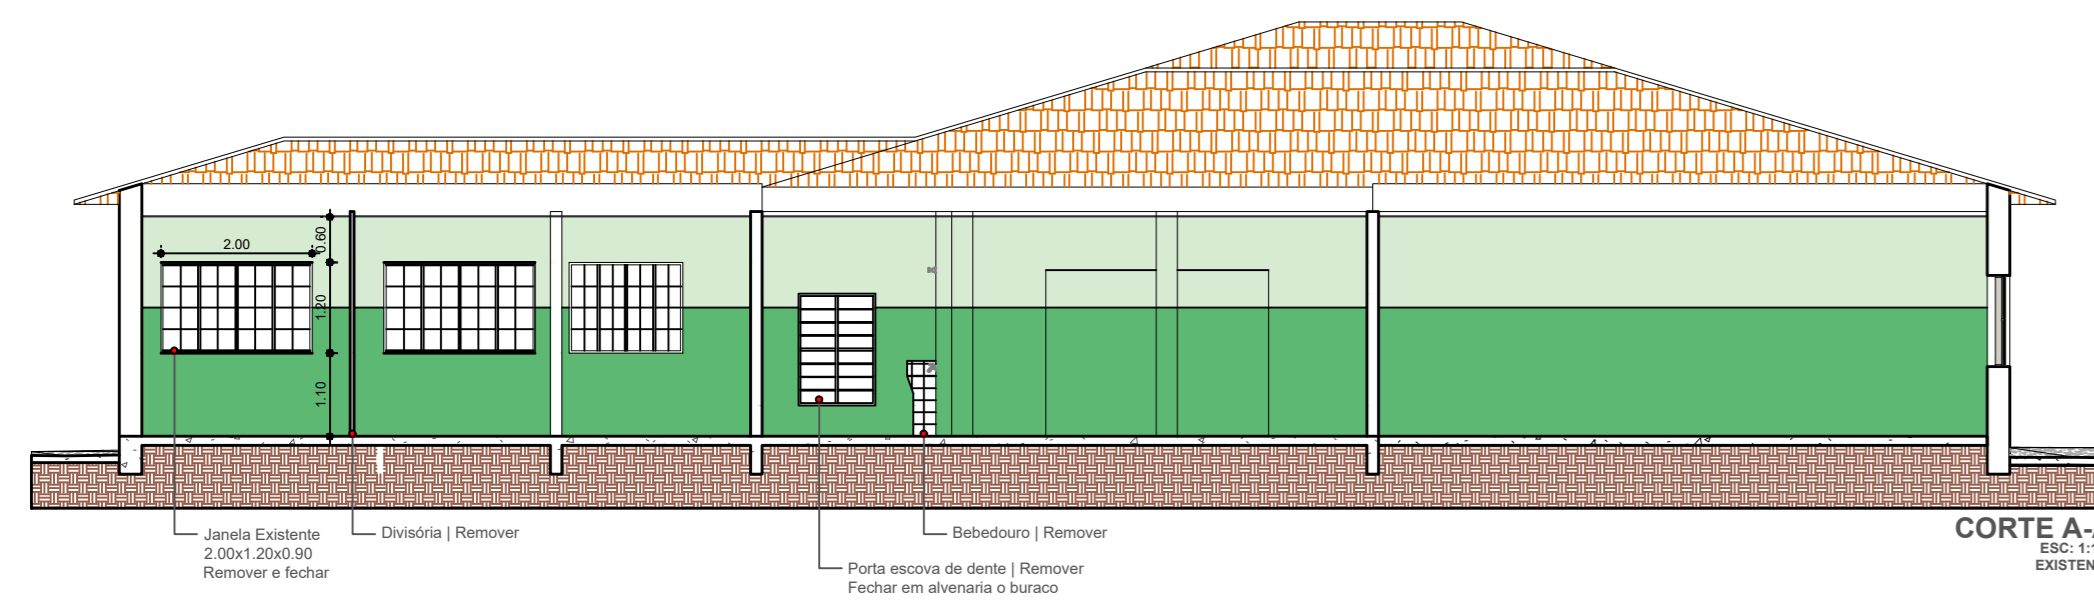 2.00
0.60
1.20
1.10
Janela Existente
2.00x1.20x0.90
Remover e fechar
Divisória | Remover
Bebedouro | Remover
Porta escova de dente | Remover
Fechar em alvenaria o buraco
CORTE A-
ESC: 1:
EXISTEN